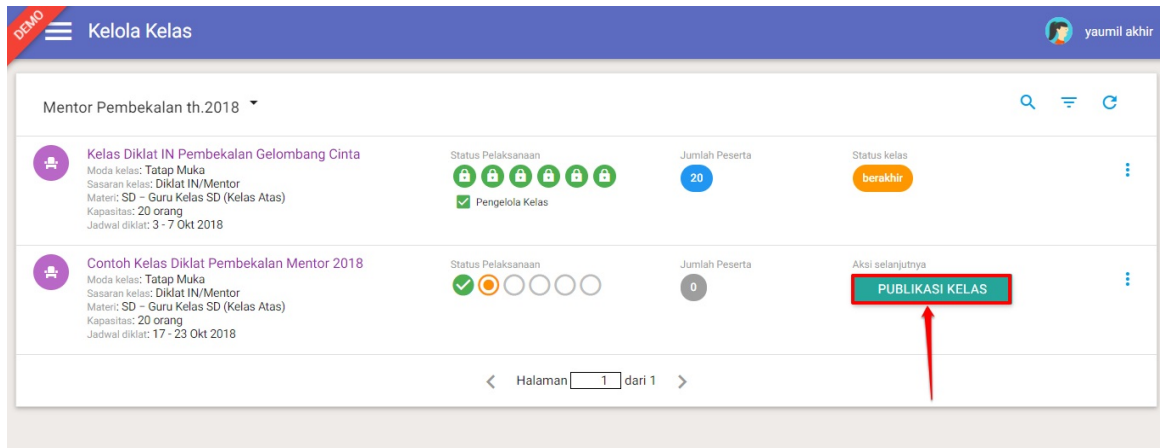 DEMO
Kelola Kelas
yaumil akhir
Mentor Pembekalan th.2018
Kelas Diklat IN Pembekalan Gelombang Cinta
Moda kelas: Tatap Muka
Sasaran kelas: Diklat IN/Mentor
Materi: SD - Guru Kelas SD (Kelas Atas)
Kapasitas: 20 orang
Jadwal diklat: 3 - 7 Okt 2018
Status Pelaksanaan
Pengelola Kelas
Jumlah Peserta
20
Status kelas
berakhir
Contoh Kelas Diklat Pembekalan Mentor 2018
Moda kelas: Tatap Muka
Sasaran kelas: Diklat IN/Mentor
Materi: SD - Guru Kelas SD (Kelas Atas)
Kapasitas: 20 orang
Jadwal diklat: 17 - 23 Okt 2018
Status Pelaksanaan
Jumlah Peserta
0
Aksi selanjutnya
PUBLIKASI KELAS
Halaman 1 dari 1